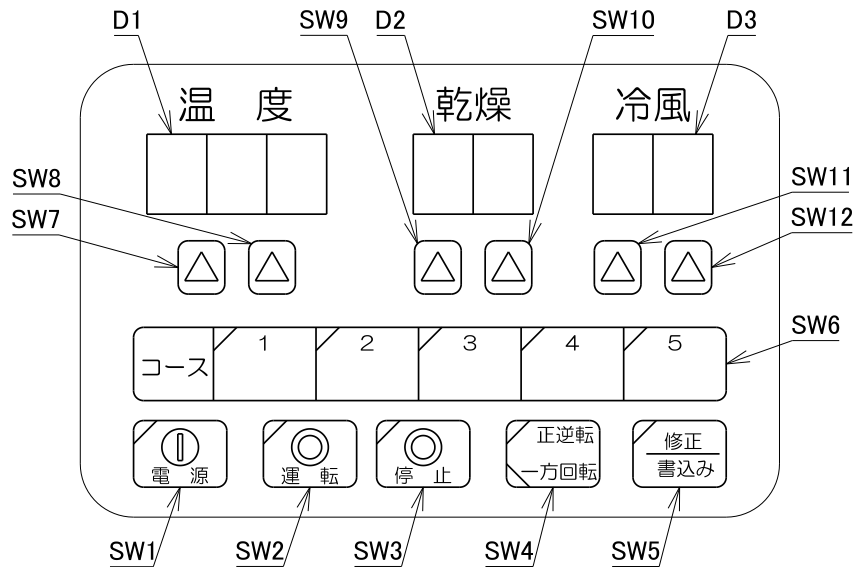 D1 SW9 D2 SW10 D3
温 度 乾燥 冷風
SW8 SW11
SW7 SW12
コース 1 2 3 4 5 SW6
電 源 運 転 停 止 正逆転 修正
一方回転 書込み
SW1 SW2 SW3 SW4 SW5